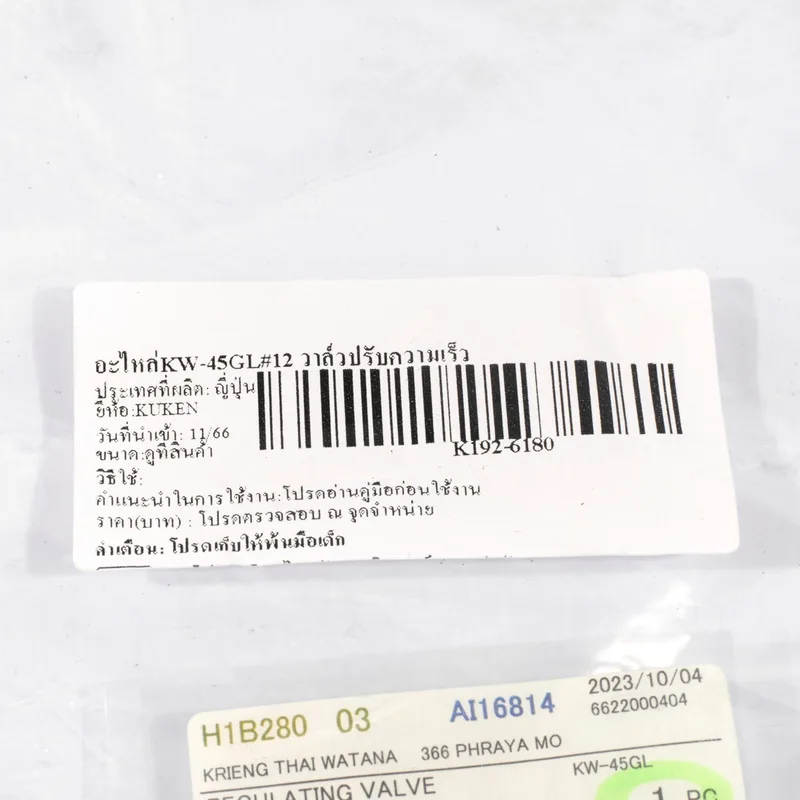 อะไหล่KW-45GL#12 วาล์วปรับความเร็ว
ประเทศที่ผลิต: ญี่ปุ่น
ยี่ห้อ:KUKEN
วันที่นำเข้า: 11/66
ขนาด:ดูที่สินค้า
K192-6180
วิธีใช้:
คำแนะนำในการใช้งาน:โปรดอ่านคู่มือก่อนใช้งาน
ราคา(บาท) : โปรดตรวจสอบ ณ จุดจำหน่าย
คำเตือน: โปรดเก็บให้พ้นมือเด็ก
H1B280 03 AI16814 2023/10/04
6622000404
KRIENG THAI WATANA 366 PHRAYA MO
KW-45GL
REGULATING VALVE
1 PC